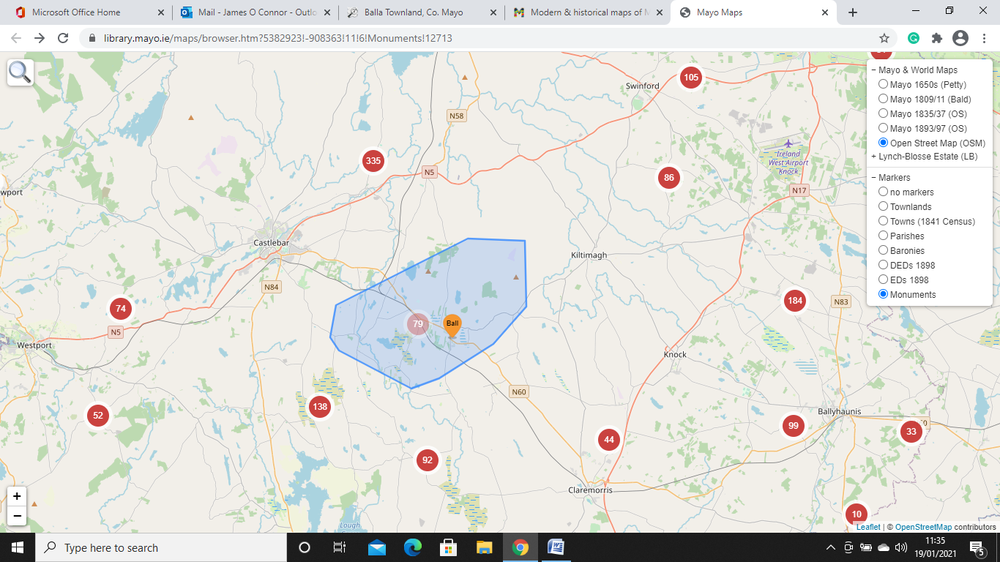 Microsoft Office Home
Mail - James O Connor - Outlo
Balla Townland, Co. Mayo
Modern & historical maps of M
Mayo Maps
library.mayo.ie/maps/browser.htm?5382923!-908363!11!6!Monuments!12713
Mayo & World Maps
Mayo 1650s (Petty)
Mayo 1809/11 (Bald)
Mayo 1835/37 (OS)
Mayo 1893/97 (OS)
Open Street Map (OSM)
+ Lynch-Blosse Estate (LB)
Markers
no markers
Townlands
Towns (1841 Census)
Parishes
Baronies
DEDs 1898
EDs 1898
Monuments
105
Swinford
N58
335
N5
86
Ireland
West Airport
Knock
N17
wport
Castlebar
Kiltimagh
N84
74
184
N83
79
Ball
N5
Westport
Knock
N60
138
52
Ballyhaunis
99
33
44
92
Claremorris
10
Lough
+
−
Leaflet | © OpenStreetMap contributors
Type here to search
11:35
19/01/2021
5